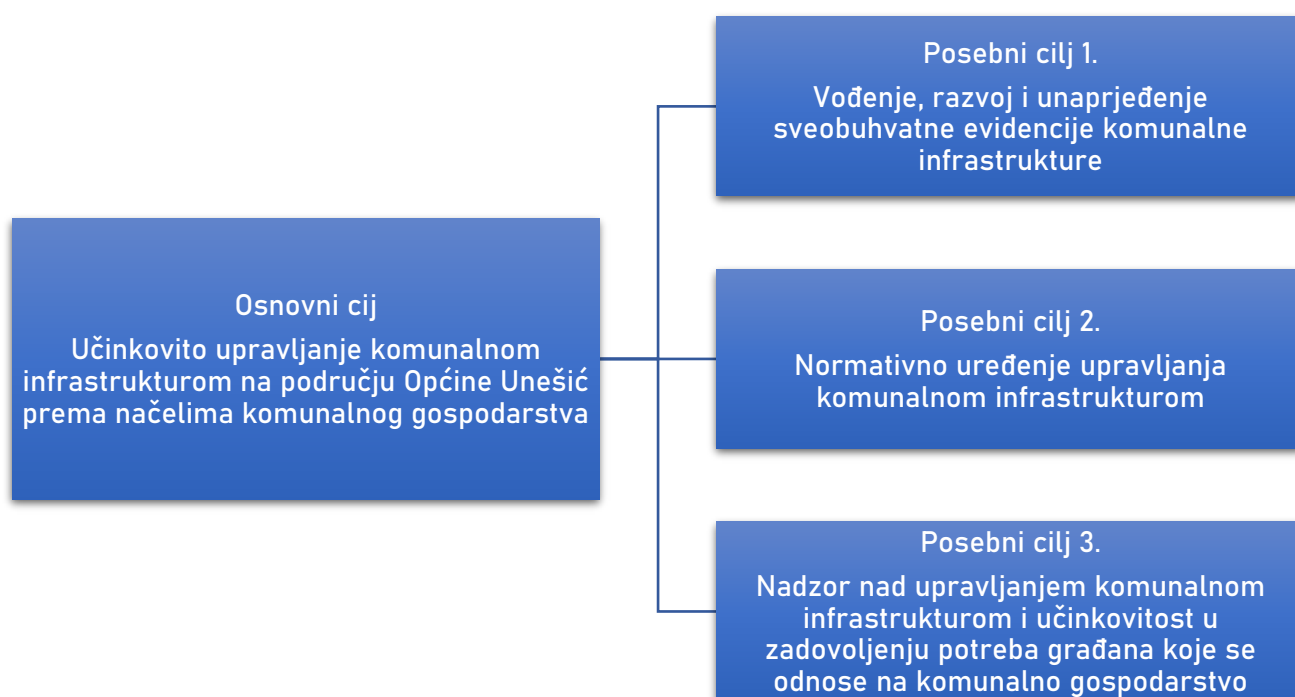 Osnovni cij
Učinkovito upravljanje komunalnom
infrastrukturom na području Općine Unešić
prema načelima komunalnog gospodarstva
Posebni cilj 1.
Vođenje, razvoj i unaprjeđenje
sveobuhvatne evidencije komunalne
infrastrukture
Posebni cilj 2.
Normativno uređenje upravljanja
komunalnom infrastrukturom
Posebni cilj 3.
Nadzor nad upravljanjem komunalnom
infrastrukturom i učinkovitost u
zadovoljenju potreba građana koje se
odnose na komunalno gospodarstvo